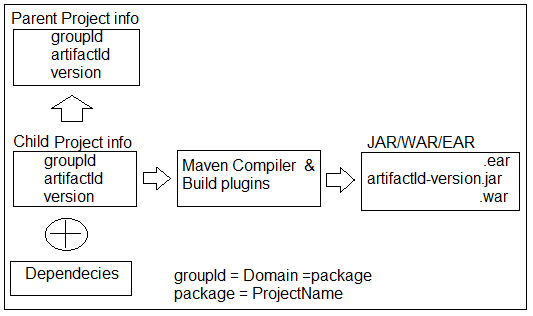 Parent Project info
groupId
artifactId
version
Child Project info
groupId
artifactId
version
Maven Compiler &
Build plugins
JAR/WAR/EAR
.ear
artifactId-version.jar
.war
Dependecies
groupId = Domain =package
package = ProjectName